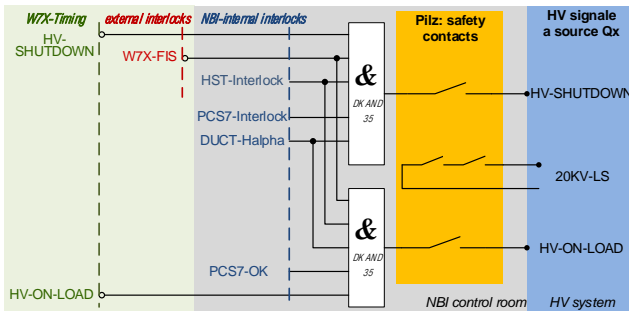 W7X-Timing
external interlocks
NBI-internal interlocks
Pilz: safety
contacts
HV signale
a source Qx
HV-
SHUTDOWN
W7X-FIS
HST-Interlock
PCS7-Interlock
DUCT-Halpha
&
DK AND
35
HV-SHUTDOWN
20KV-LS
&
DK AND
35
HV-ON-LOAD
PCS7-OK
HV-ON-LOAD
NBI control room
HV system